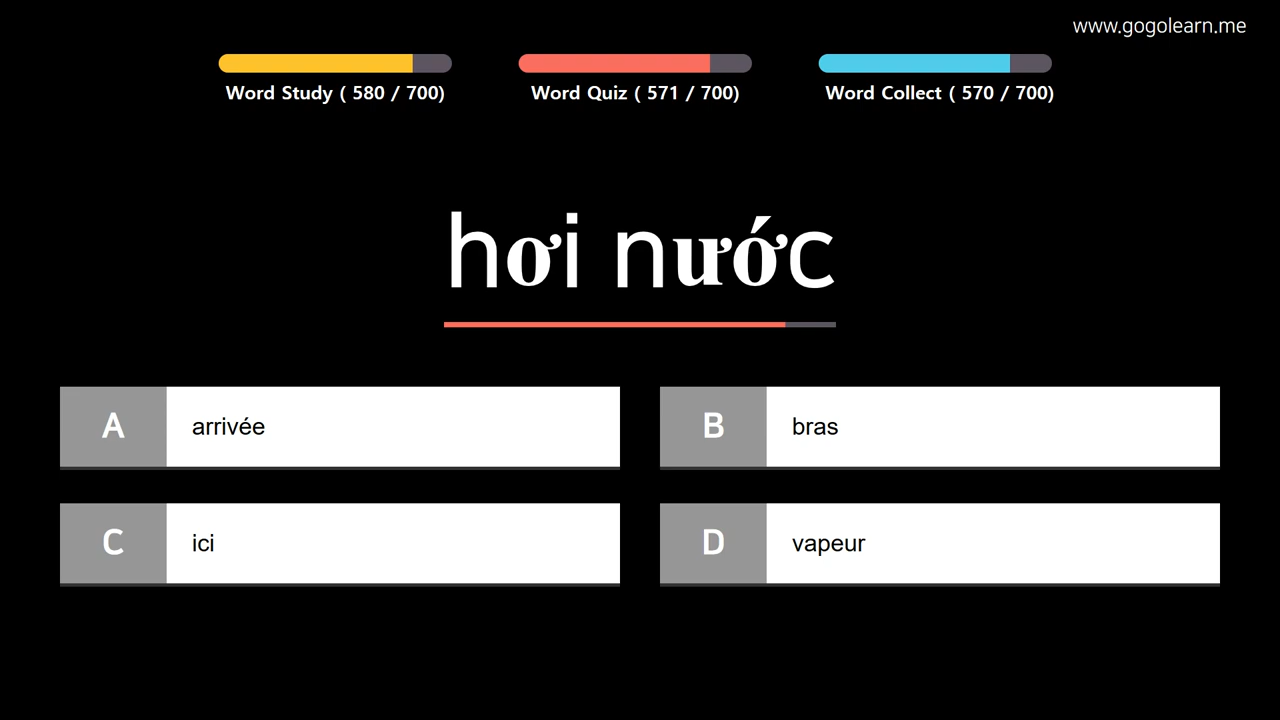 www.gogolearn.me
Word Study ( 580 / 700)
Word Quiz ( 571 / 700)
Word Collect ( 570 / 700)
hơi nước
A arrivée
B bras
C ici
D vapeur